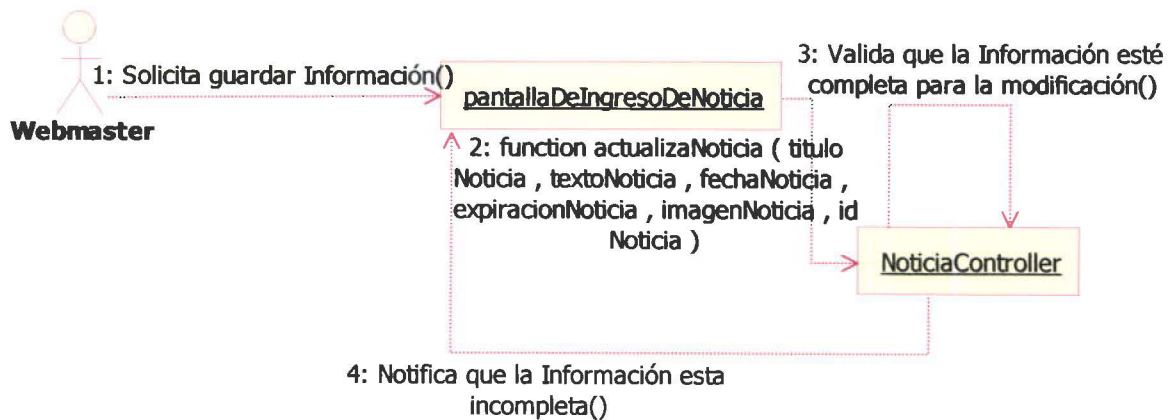 1: Solicita guardar Información()
Webmaster
pantallaDeIngresoDeNoticia
3: Valida que la Información esté
completa para la modificación()
2: function actualizaNoticia ( titulo
Noticia , textoNoticia , fechaNoticia ,
expiracionNoticia , imagenNoticia , id
Noticia )
NoticiaController
4: Notifica que la Información esta
incompleta()